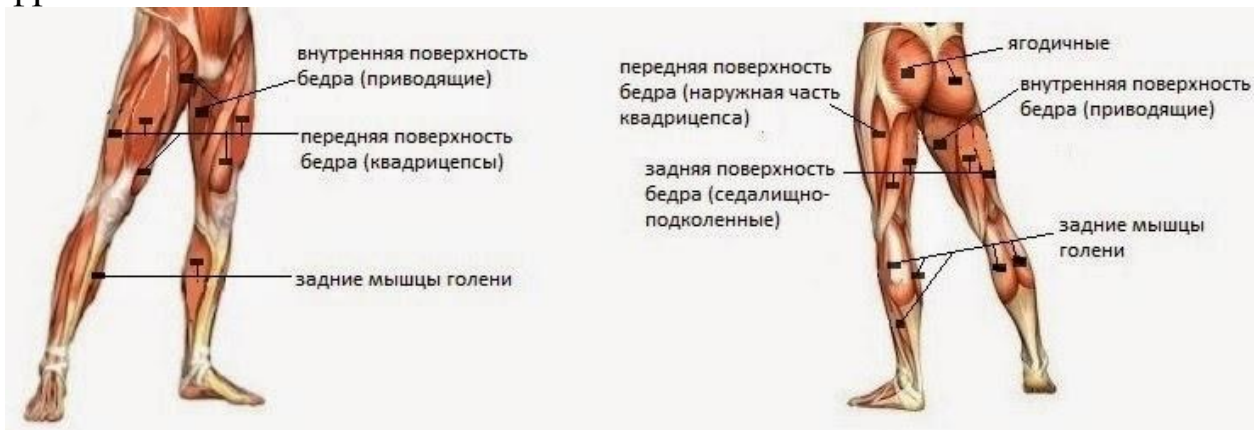 внутренняя поверхность
бедра (приводящие)
передняя поверхность
бедра (квадрицепсы)
задние мышцы голени
передняя поверхность
бедра (наружная часть
квадрицепса)
задняя поверхность
бедра (седалищно-
подколенные)
ягодичные
внутренняя поверхность
бедра (приводящие)
задние мышцы
голени